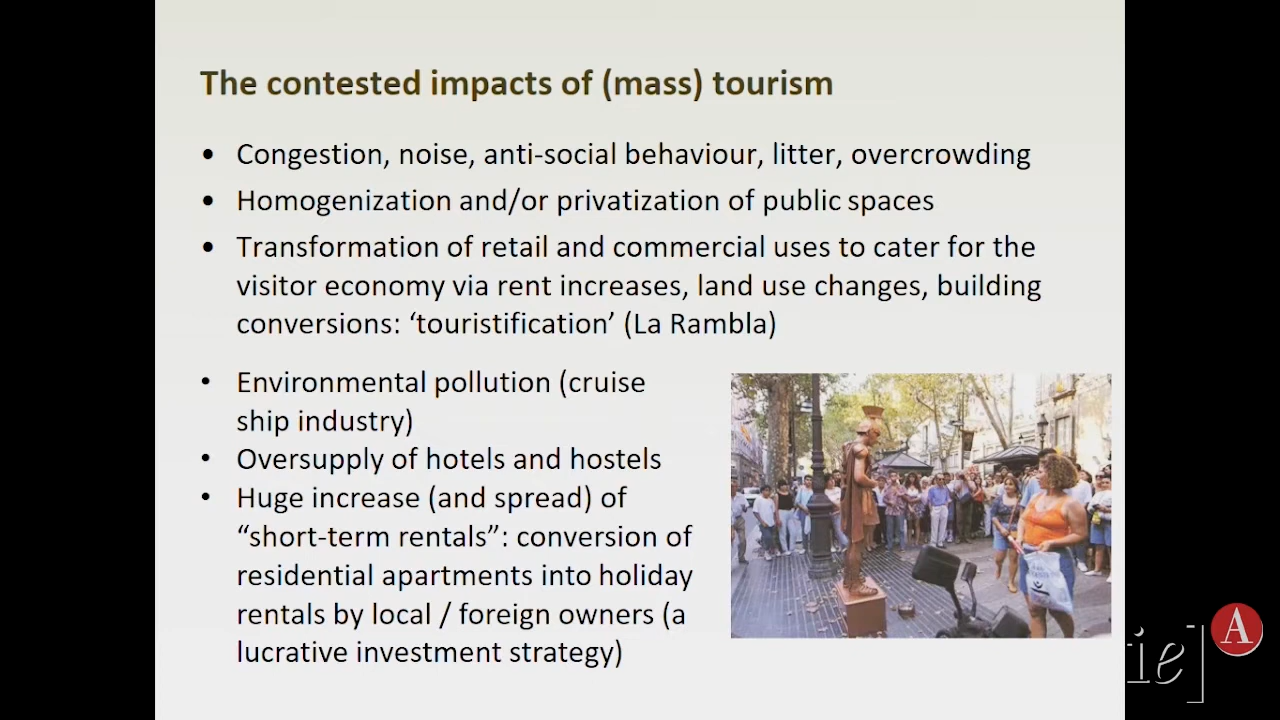 The contested impacts of (mass) tourism
• Congestion, noise, anti-social behaviour, litter, overcrowding
• Homogenization and/or privatization of public spaces
• Transformation of retail and commercial uses to cater for the
visitor economy via rent increases, land use changes, building
conversions: ‘touristification’ (La Rambla)
• Environmental pollution (cruise
ship industry)
• Oversupply of hotels and hostels
• Huge increase (and spread) of
“short-term rentals”: conversion of
residential apartments into holiday
rentals by local / foreign owners (a
lucrative investment strategy)
ie]
A